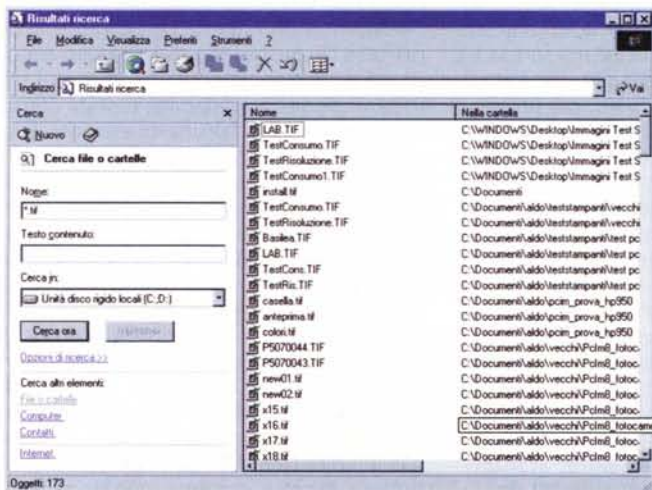 Risultati ricerca
File Modifica Visualizza Preferiti Strumenti ?
Indirizzo Risultati ricerca Vai
Cerca
Nuovo
Cerca file o cartelle
Nome:
*.tif
Testo contenuto:
Cerca in:
Unità disco rigido locali (C:;D:)
Cerca ora
Opzioni di ricerca >>
Cerca altri elementi:
File o cartelle
Computer
Contatti
Internet
Nome Nella cartella
LAB.TIF C:\WINDOWS\Desktop\Immagini Test S
TestConsumo.TIF C:\WINDOWS\Desktop\Immagini Test S
TestRisoluzione.TIF C:\WINDOWS\Desktop\Immagini Test S
TestConsumo1.TIF C:\WINDOWS\Desktop\Immagini Test S
install.tif C:\Documenti
TestConsumo.TIF C:\Documenti\aldo\teststampanti\vecchi
TestRisoluzione.TIF C:\Documenti\aldo\teststampanti\vecchi
Basilea.TIF C:\Documenti\aldo\teststampanti\test pc
LAB.TIF C:\Documenti\aldo\teststampanti\test pc
TestCons.TIF C:\Documenti\aldo\teststampanti\test pc
TestRis.TIF C:\Documenti\aldo\teststampanti\test pc
casella.tif C:\Documenti\aldo\pcim_prova_hp950
anteprima.tif C:\Documenti\aldo\pcim_prova_hp950
colori.tif C:\Documenti\aldo\pcim_prova_hp950
P5070044.TIF C:\Documenti\aldo\vecchi\PcIm8_fotoc
P5070043.TIF C:\Documenti\aldo\vecchi\PcIm8_fotoc
new01.tif C:\Documenti\aldo\vecchi\PcIm8_fotoc
new02.tif C:\Documenti\aldo\vecchi\PcIm8_fotoc
x15.tif C:\Documenti\aldo\vecchi\PcIm8_fotoc
x16.tif C:\Documenti\aldo\vecchi\PcIm8_fotocame
x17.tif C:\Documenti\aldo\vecchi\PcIm8_fotoc
x18.tif C:\Documenti\aldo\vecchi\PcIm8_fotoc
Oggetti: 173